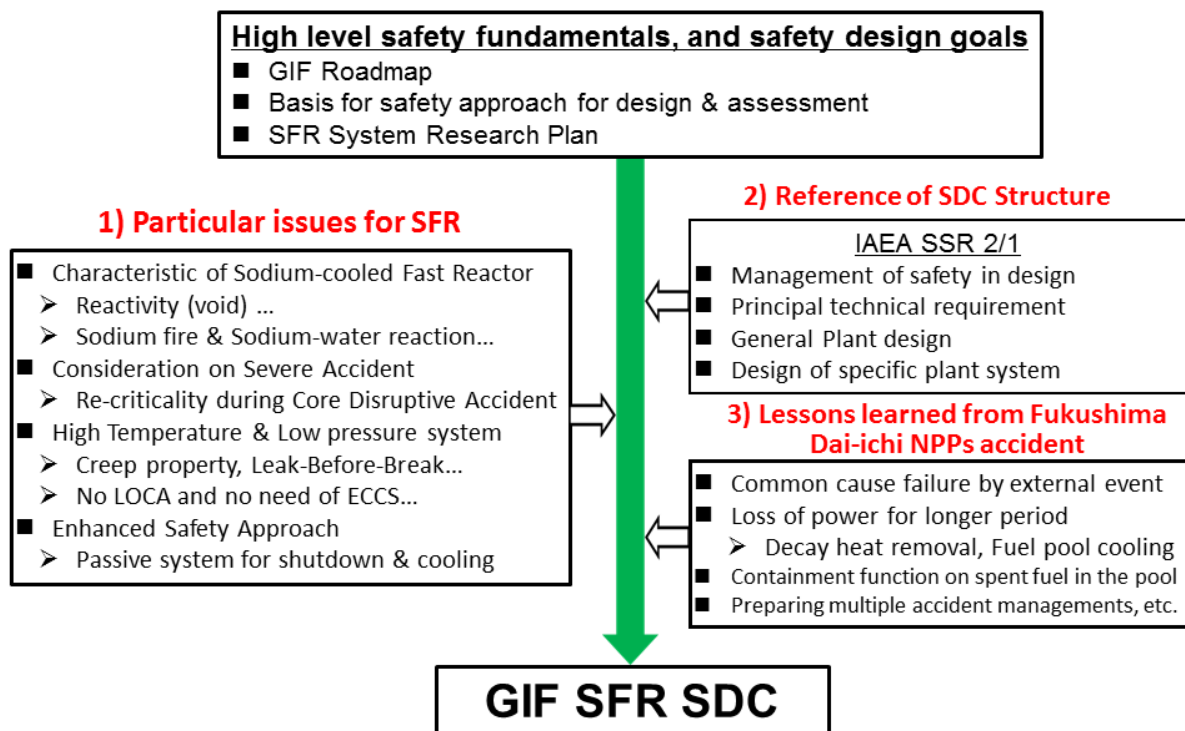 High level safety fundamentals, and safety design goals
■ GIF Roadmap
■ Basis for safety approach for design & assessment
■ SFR System Research Plan
1) Particular issues for SFR
■ Characteristic of Sodium-cooled Fast Reactor
➢ Reactivity (void) ...
➢ Sodium fire & Sodium-water reaction...
■ Consideration on Severe Accident
➢ Re-criticality during Core Disruptive Accident
■ High Temperature & Low pressure system
➢ Creep property, Leak-Before-Break...
➢ No LOCA and no need of ECCS...
■ Enhanced Safety Approach
➢ Passive system for shutdown & cooling
2) Reference of SDC Structure
IAEA SSR 2/1
■ Management of safety in design
■ Principal technical requirement
■ General Plant design
■ Design of specific plant system
3) Lessons learned from Fukushima
Dai-ichi NPPs accident
■ Common cause failure by external event
■ Loss of power for longer period
➢ Decay heat removal, Fuel pool cooling
■ Containment function on spent fuel in the pool
■ Preparing multiple accident managements, etc.
GIF SFR SDC